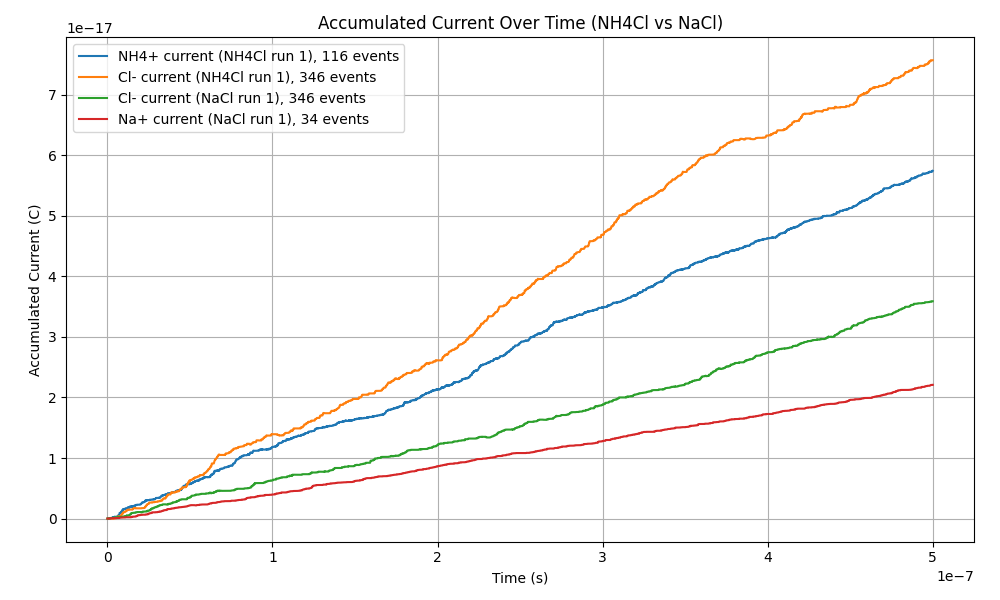 Accumulated Current Over Time (NH4Cl vs NaCl)
1e−17
NH4+ current (NH4Cl run 1), 116 events
Cl- current (NH4Cl run 1), 346 events
Cl- current (NaCl run 1), 346 events
Na+ current (NaCl run 1), 34 events
7
6
5
4
3
2
1
0
Accumulated Current (C)
0 1 2 3 4 5
Time (s)
1e−7